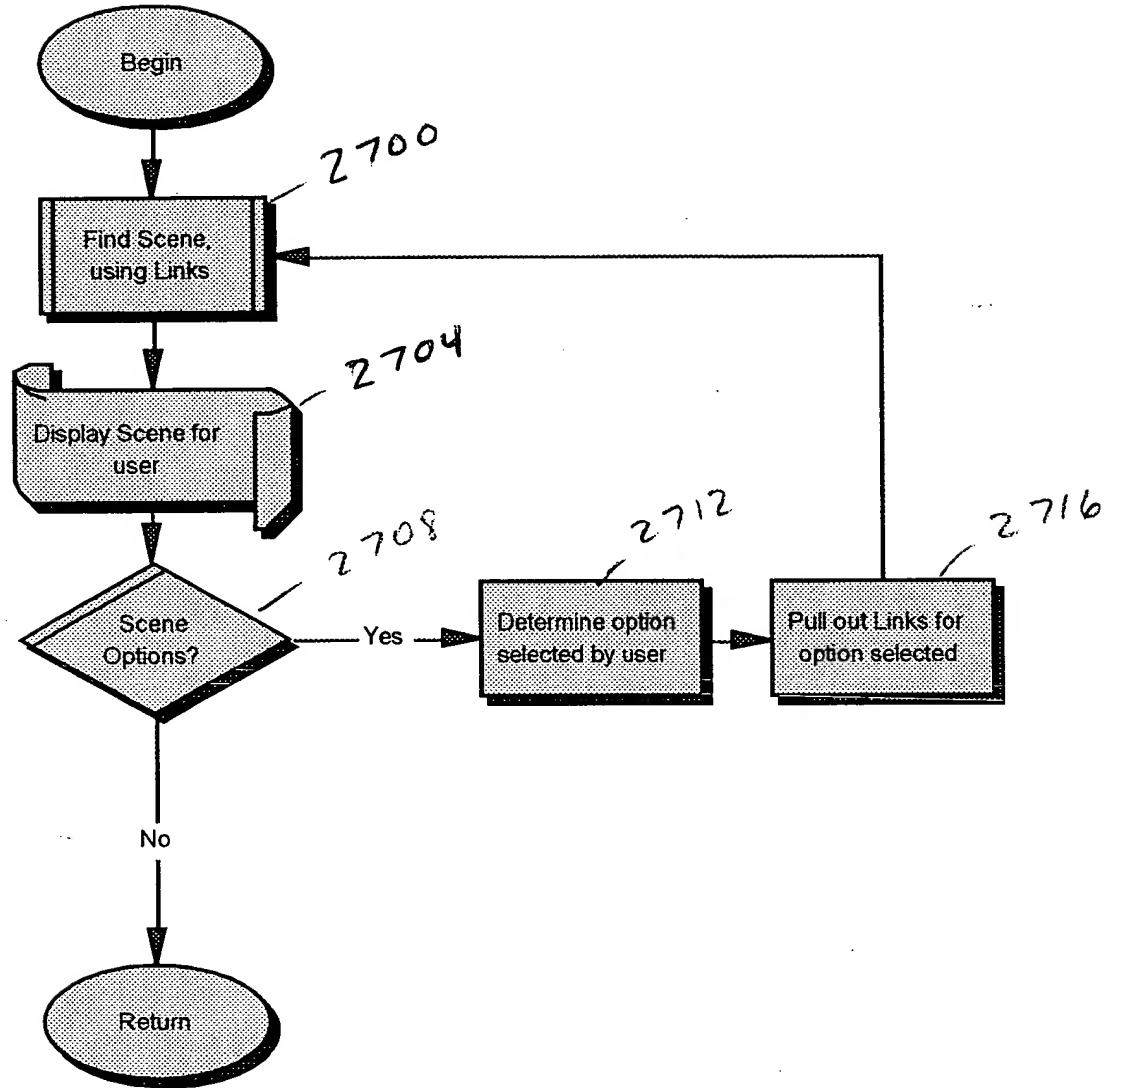 Begin
2700
Find Scene,
using Links
2704
Display Scene for
user
2708
2712
2716
Scene
Options?
Yes
Determine option
selected by user
Pull out Links for
option selected
No
Return